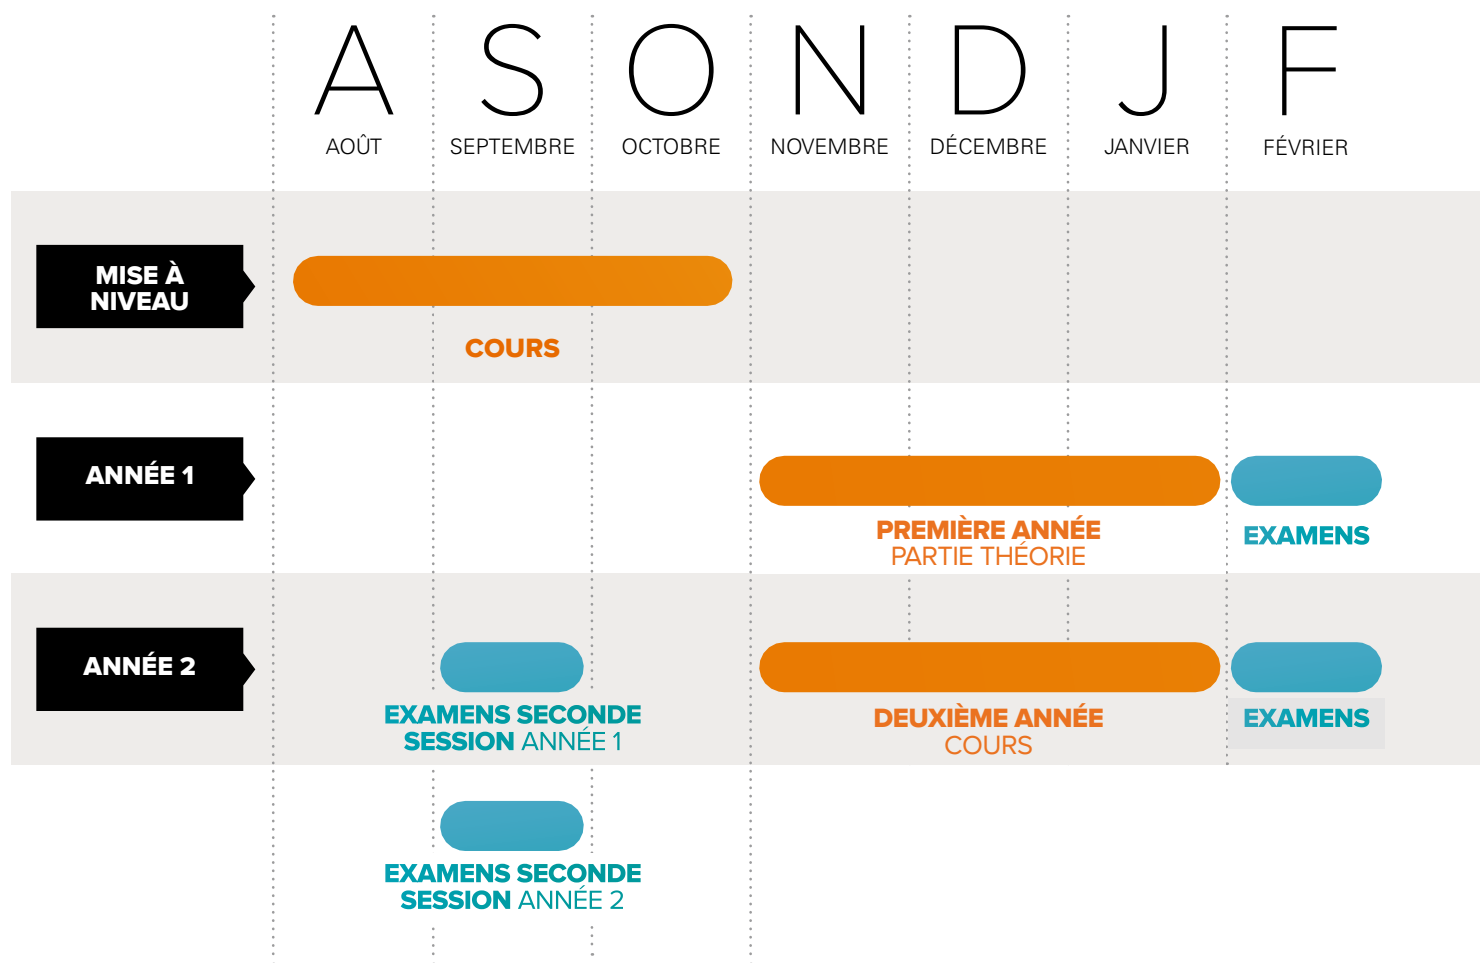 A S O N D J F
AOÛT SEPTEMBRE OCTOBRE NOVEMBRE DÉCEMBRE JANVIER FÉVRIER
MISE À
NIVEAU
COURS
ANNÉE 1
PREMIÈRE ANNÉE
PARTIE THÉORIE
EXAMENS
ANNÉE 2
EXAMENS SECONDE
SESSION ANNÉE 1
DEUXIÈME ANNÉE
COURS
EXAMENS
EXAMENS SECONDE
SESSION ANNÉE 2